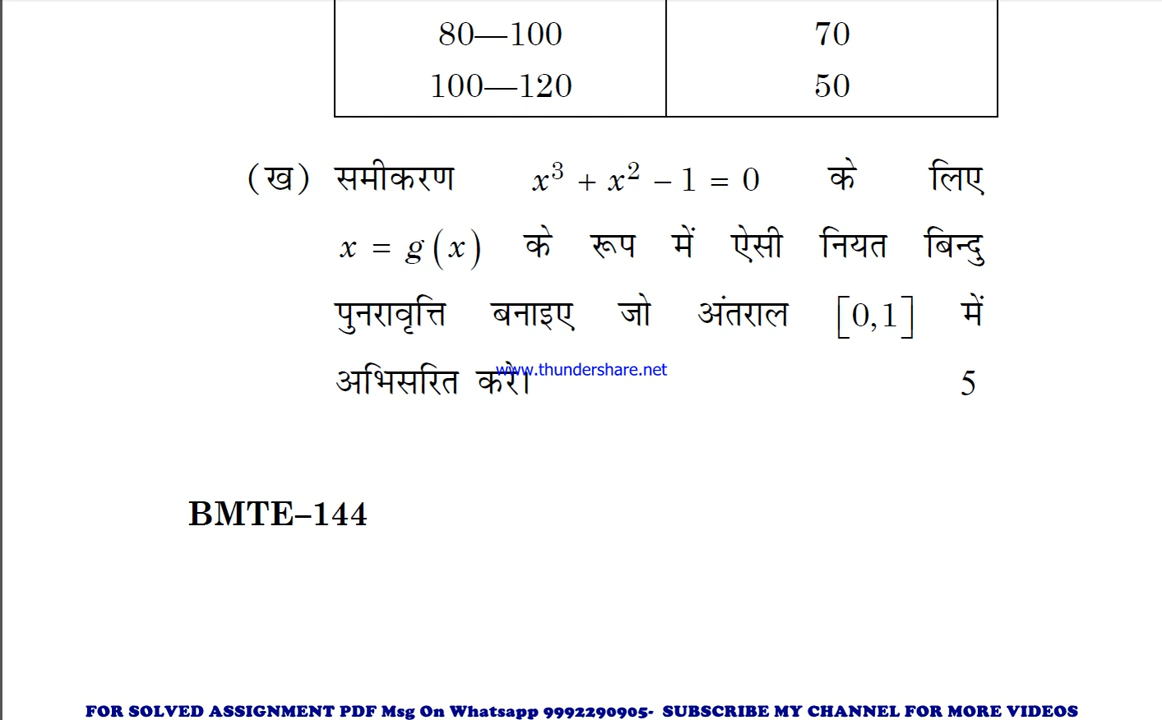 80—100 70
100—120 50
(ख) समीकरण x³ + x² − 1 = 0 के लिए
x = g(x) के रूप में ऐसी नियत बिन्दु
पुनरावृत्ति बनाइए जो अंतराल [0,1] में
अभिसरित करे। 5
www.thundershare.net
BMTE–144
FOR SOLVED ASSIGNMENT PDF Msg On Whatsapp 9992290905- SUBSCRIBE MY CHANNEL FOR MORE VIDEOS